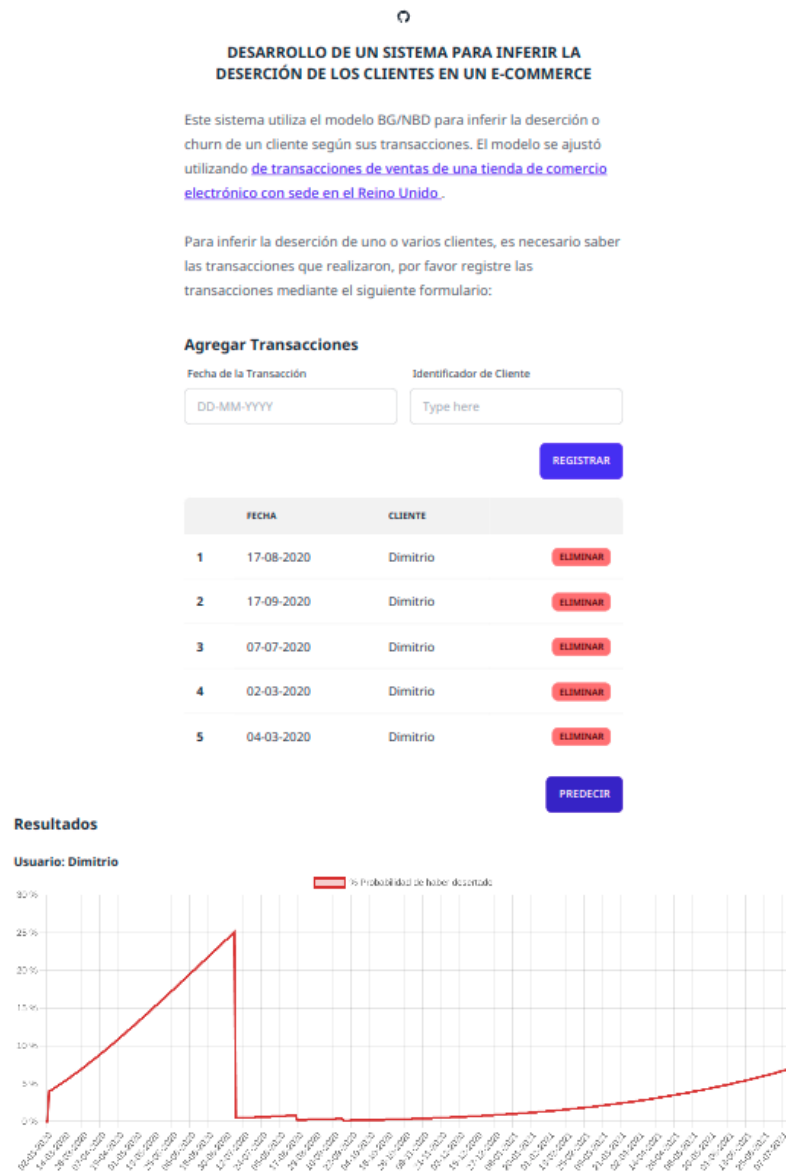 DESARROLLO DE UN SISTEMA PARA INFERIR LA
DESERCIÓN DE LOS CLIENTES EN UN E-COMMERCE
Este sistema utiliza el modelo BG/NBD para inferir la deserción o
churn de un cliente según sus transacciones. El modelo se ajustó
utilizando de transacciones de ventas de una tienda de comercio
electrónico con sede en el Reino Unido .
Para inferir la deserción de uno o varios clientes, es necesario saber
las transacciones que realizaron, por favor registre las
transacciones mediante el siguiente formulario:
Agregar Transacciones
Fecha de la Transacción Identificador de Cliente
DD-MM-YYYY Type here
REGISTRAR
FECHA CLIENTE
1 17-08-2020 Dimitrio ELIMINAR
2 17-09-2020 Dimitrio ELIMINAR
3 07-07-2020 Dimitrio ELIMINAR
4 02-03-2020 Dimitrio ELIMINAR
5 04-03-2020 Dimitrio ELIMINAR
PREDECIR
Resultados
Usuario: Dimitrio
% Probabilidad de haber desertado
30 %
25 %
20 %
15 %
10 %
5 %
0 %